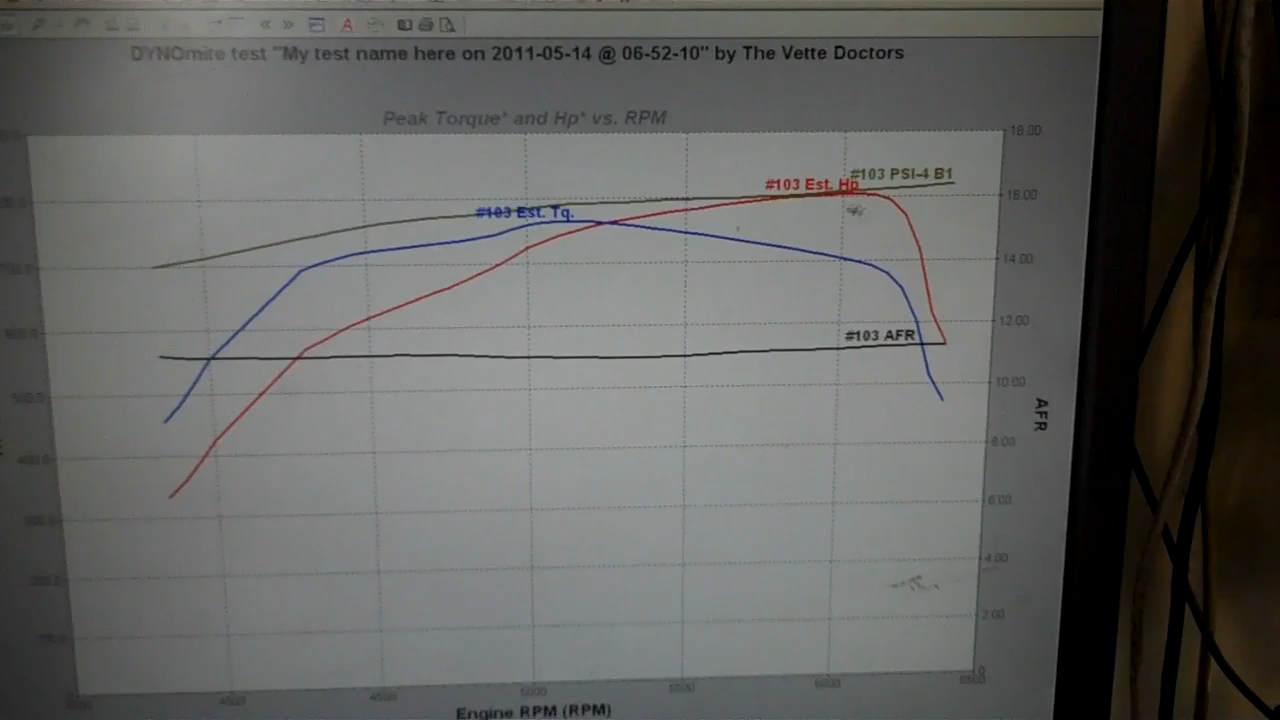 DYNOmite test "My test name here on 2011-05-14 @ 06-52-10" by The Vette Doctors
Peak Torque* and Hp* vs. RPM
18.00
#103 PSI-4 B1
#103 Est. Hp
15.00
#103 Est. Tq.
14.00
12.00
#103 AFR
10.00
AFR
8.00
6.00
4.00
2.00
0
4500
5000
5500
6000
6500
Engine RPM (RPM)